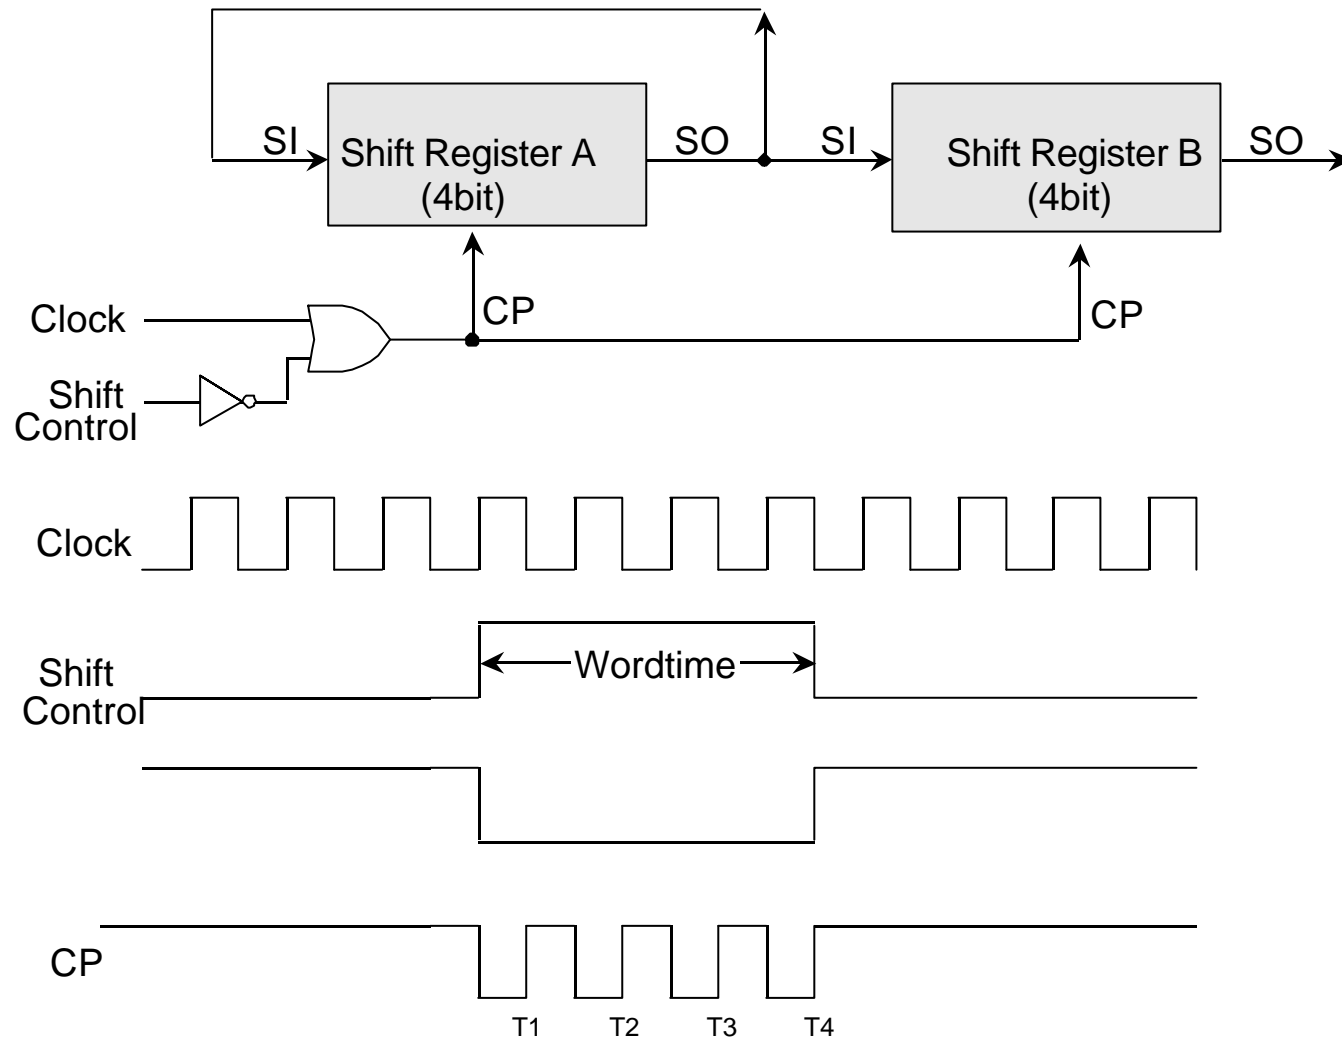 SI
Shift Register A
(4bit)
SO
SI
Shift Register B
(4bit)
SO
Clock
CP
CP
Shift
Control
Clock
Shift
Control
Wordtime
CP
T1 T2 T3 T4